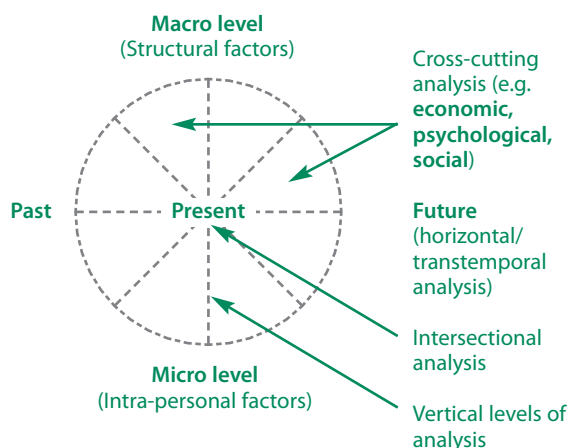 Macro level
(Structural factors)
Cross-cutting
analysis (e.g.
economic,
psychological,
social)
Past
Present
Future
(horizontal/
transtemporal
analysis)
Intersectional
analysis
Micro level
(Intra-personal factors)
Vertical levels of
analysis